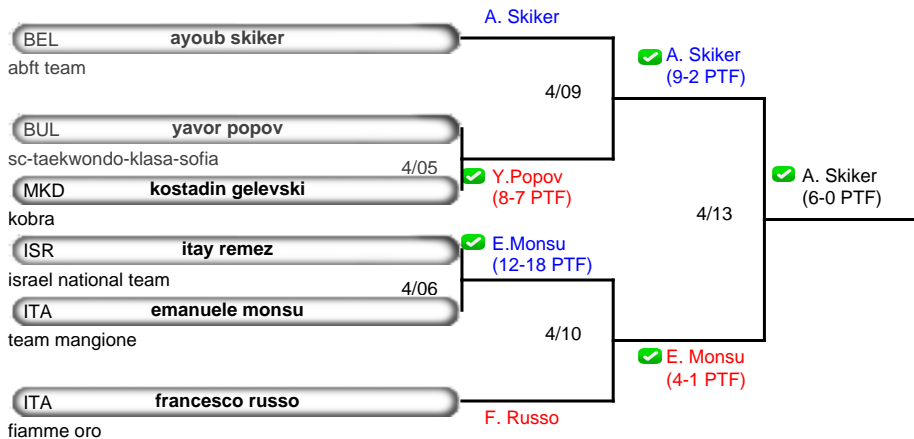 A. Skiker
BEL ayoub skiker
abft team
A. Skiker
(9-2 PTF)
4/09
BUL yavor popov
sc-taekwondo-klasa-sofia
4/05
Y.Popov
(8-7 PTF)
MKD kostadin gelevski
kobra
A. Skiker
(6-0 PTF)
4/13
ISR itay remez
israel national team
E.Monsu
(12-18 PTF)
4/06
ITA emanuele monsu
team mangione
4/10
E. Monsu
(4-1 PTF)
ITA francesco russo
fiamme oro
F. Russo